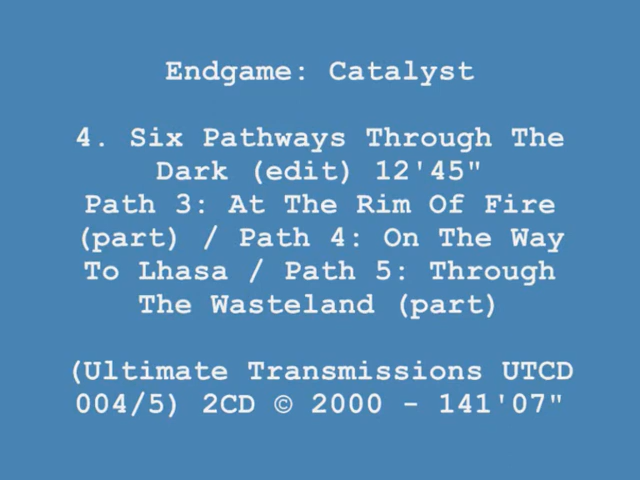 Endgame: Catalyst
4. Six Pathways Through The
Dark (edit) 12'45"
Path 3: At The Rim Of Fire
(part) / Path 4: On The Way
To Lhasa / Path 5: Through
The Wasteland (part)
(Ultimate Transmissions UTCD
004/5) 2CD © 2000 - 141'07"